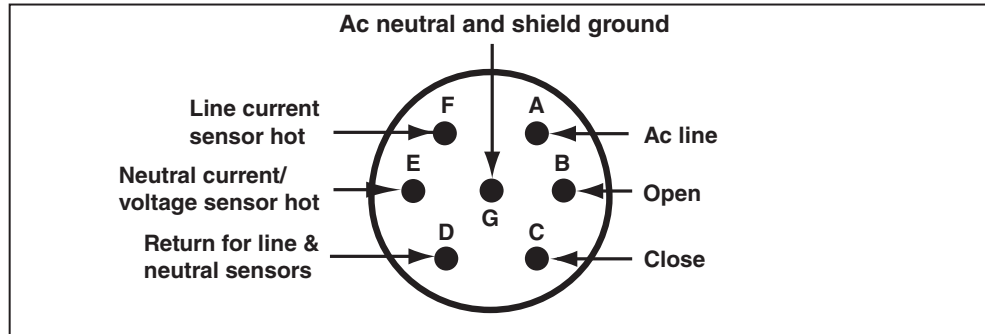 Ac neutral and shield ground
F
A
Line current
sensor hot
Ac line
E
B
Neutral current/
voltage sensor hot
Open
G
D
C
Return for line &
neutral sensors
Close